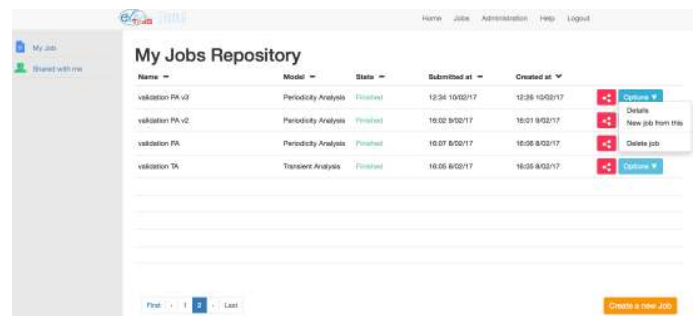 Home Jobs Administration Help Logout
My Job
Shared with me
My Jobs Repository
Name Model State Submitted at Created at
validation PA v3 Periodicity Analysis Finished 12:34 10/02/17 12:26 10/02/17 Options ▼
Details
New job from this
Delete job
validation PA v2 Periodicity Analysis Finished 16:02 9/02/17 16:01 9/02/17
validation PA Periodicity Analysis Finished 16:07 8/02/17 16:06 8/02/17
validation TA Transient Analysis Finished 16:05 8/02/17 16:05 8/02/17 Options ▼
First ‹ 1 2 › Last
Create a new Job